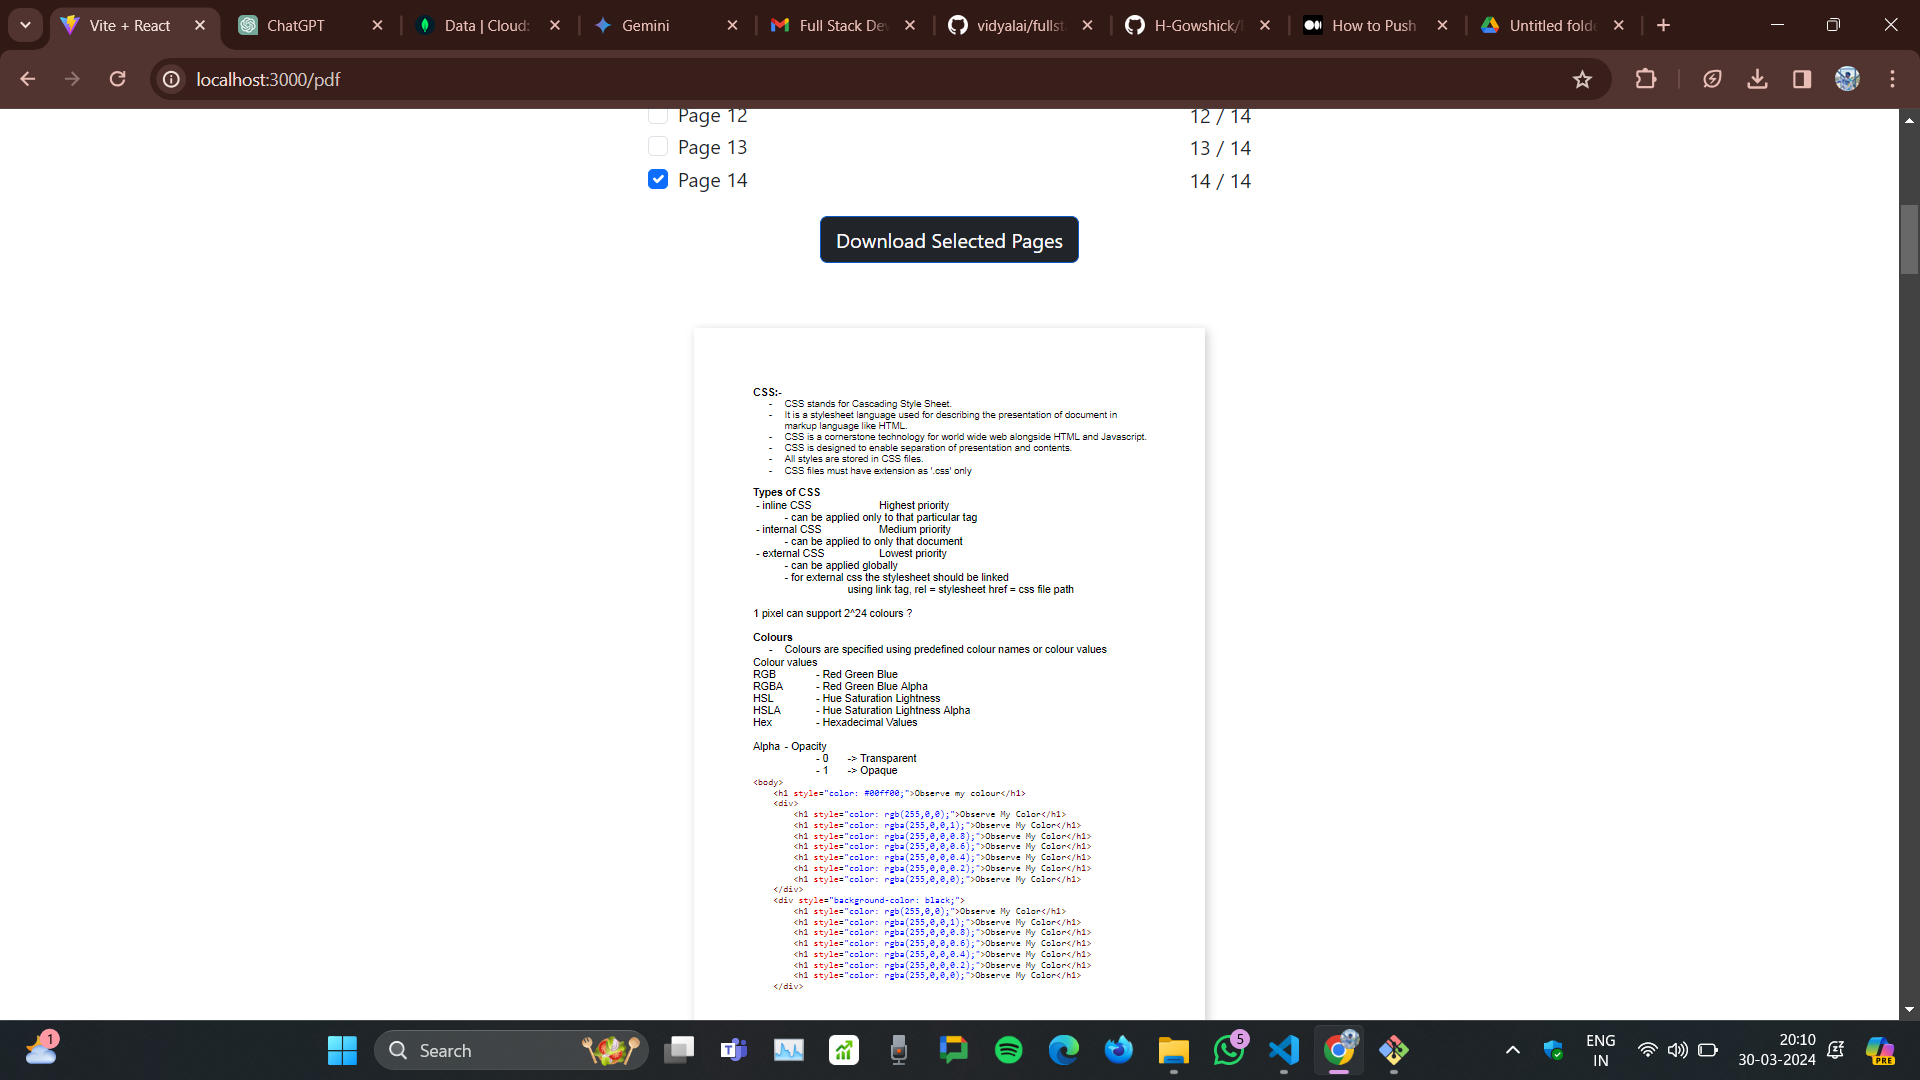 Vite + React
ChatGPT
Data | Cloud:
Gemini
Full Stack De
vidyalai/fullst
H-Gowshick/
How to Push
Untitled folde
localhost:3000/pdf
Page 12 12 / 14
Page 13 13 / 14
Page 14 14 / 14
Download Selected Pages
CSS:-
- CSS stands for Cascading Style Sheet.
- It is a stylesheet language used for describing the presentation of document in
markup language like HTML.
- CSS is a cornerstone technology for world wide web alongside HTML and Javascript.
- CSS is designed to enable separation of presentation and contents.
- All styles are stored in CSS files.
- CSS files must have extension as '.css' only
Types of CSS
- inline CSS Highest priority
- can be applied only to that particular tag
- internal CSS Medium priority
- can be applied to only that document
- external CSS Lowest priority
- can be applied globally
- for external css the stylesheet should be linked
using link tag, rel = stylesheet href = css file path
1 pixel can support 2^24 colours ?
Colours
- Colours are specified using predefined colour names or colour values
Colour values
RGB - Red Green Blue
RGBA - Red Green Blue Alpha
HSL - Hue Saturation Lightness
HSLA - Hue Saturation Lightness Alpha
Hex - Hexadecimal Values
Alpha - Opacity
- 0 -> Transparent
- 1 -> Opaque
<body>
<h1 style="color: #00ff00;">Observe my colour</h1>
<div>
<h1 style="color: rgb(255,0,0);">Observe My Color</h1>
<h1 style="color: rgba(255,0,0,1);">Observe My Color</h1>
<h1 style="color: rgba(255,0,0,0.8);">Observe My Color</h1>
<h1 style="color: rgba(255,0,0,0.6);">Observe My Color</h1>
<h1 style="color: rgba(255,0,0,0.4);">Observe My Color</h1>
<h1 style="color: rgba(255,0,0,0.2);">Observe My Color</h1>
<h1 style="color: rgba(255,0,0,0);">Observe My Color</h1>
</div>
<div style="background-color: black;">
<h1 style="color: rgb(255,0,0);">Observe My Color</h1>
<h1 style="color: rgba(255,0,0,1);">Observe My Color</h1>
<h1 style="color: rgba(255,0,0,0.8);">Observe My Color</h1>
<h1 style="color: rgba(255,0,0,0.6);">Observe My Color</h1>
<h1 style="color: rgba(255,0,0,0.4);">Observe My Color</h1>
<h1 style="color: rgba(255,0,0,0.2);">Observe My Color</h1>
<h1 style="color: rgba(255,0,0,0);">Observe My Color</h1>
</div>
1
Search
5
ENG
IN
20:10
30-03-2024
PRE